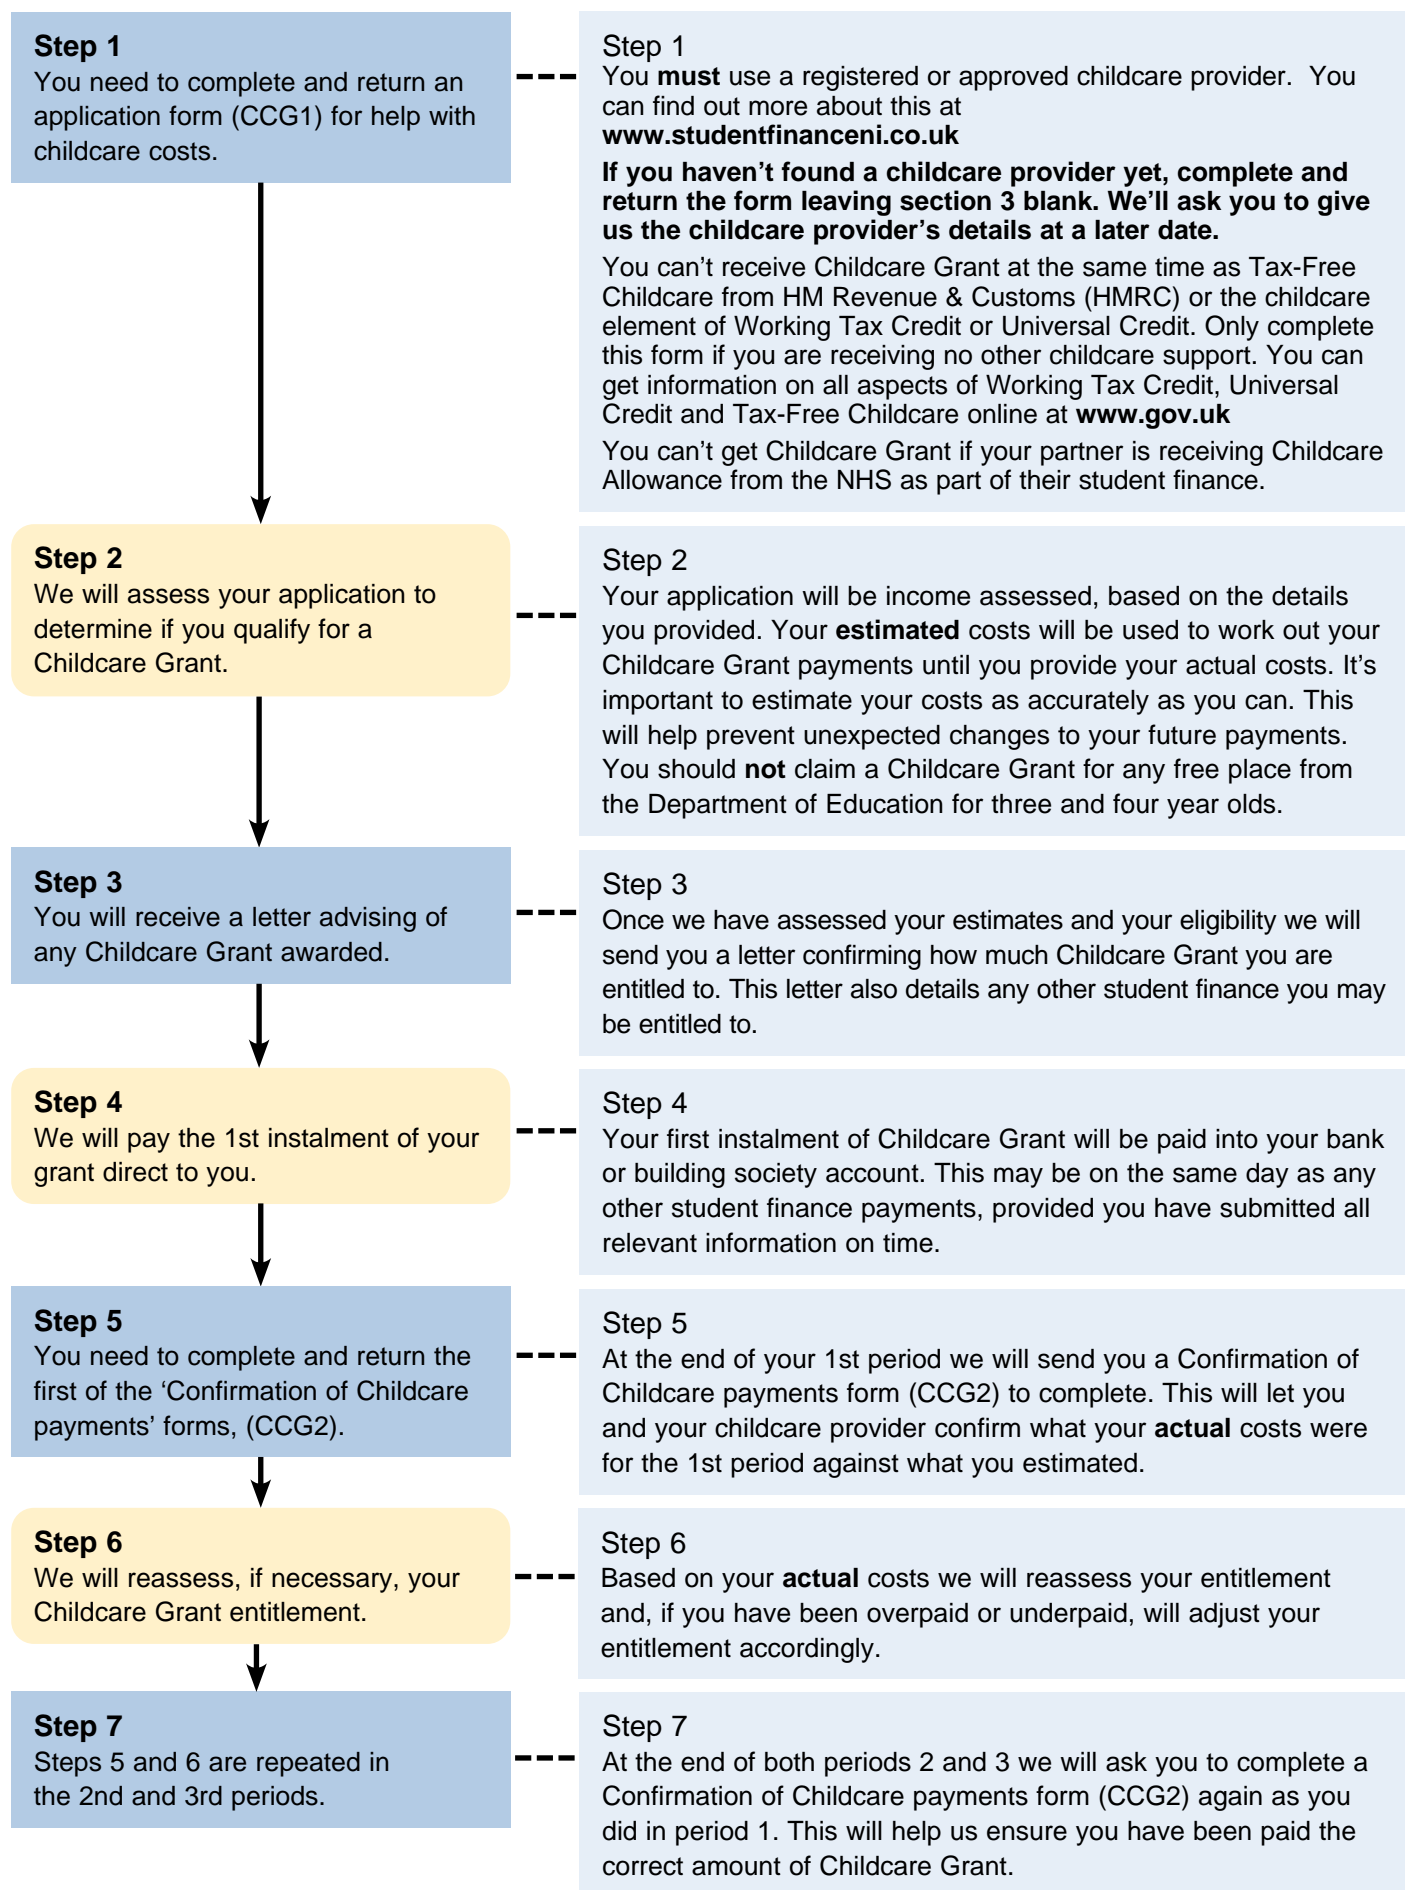 Step 1
You need to complete and return an
application form (CCG1) for help with
childcare costs.
Step 1
You must use a registered or approved childcare provider.  You
can find out more about this at
www.studentfinanceni.co.uk
If you haven’t found a childcare provider yet, complete and
return the form leaving section 3 blank. We’ll ask you to give
us the childcare provider’s details at a later date.
You can’t receive Childcare Grant at the same time as Tax-Free
Childcare from HM Revenue & Customs (HMRC) or the childcare
element of Working Tax Credit or Universal Credit. Only complete
this form if you are receiving no other childcare support. You can
get information on all aspects of Working Tax Credit, Universal
Credit and Tax-Free Childcare online at www.gov.uk
You can’t get Childcare Grant if your partner is receiving Childcare
Allowance from the NHS as part of their student finance.
Step 2
We will assess your application to
determine if you qualify for a
Childcare Grant.
Step 2
Your application will be income assessed, based on the details
you provided. Your estimated costs will be used to work out your
Childcare Grant payments until you provide your actual costs. It’s
important to estimate your costs as accurately as you can. This
will help prevent unexpected changes to your future payments.
You should not claim a Childcare Grant for any free place from
the Department of Education for three and four year olds.
Step 3
You will receive a letter advising of
any Childcare Grant awarded.
Step 3
Once we have assessed your estimates and your eligibility we will
send you a letter confirming how much Childcare Grant you are
entitled to. This letter also details any other student finance you may
be entitled to.
Step 4
We will pay the 1st instalment of your
grant direct to you.
Step 4
Your first instalment of Childcare Grant will be paid into your bank
or building society account. This may be on the same day as any
other student finance payments, provided you have submitted all
relevant information on time.
Step 5
You need to complete and return the
first of the ‘Confirmation of Childcare
payments’ forms, (CCG2).
Step 5
At the end of your 1st period we will send you a Confirmation of
Childcare payments form (CCG2) to complete. This will let you
and your childcare provider confirm what your actual costs were
for the 1st period against what you estimated.
Step 6
We will reassess, if necessary, your
Childcare Grant entitlement.
Step 6
Based on your actual costs we will reassess your entitlement
and, if you have been overpaid or underpaid, will adjust your
entitlement accordingly.
Step 7
Steps 5 and 6 are repeated in
the 2nd and 3rd periods.
Step 7
At the end of both periods 2 and 3 we will ask you to complete a
Confirmation of Childcare payments form (CCG2) again as you
did in period 1. This will help us ensure you have been paid the
correct amount of Childcare Grant.